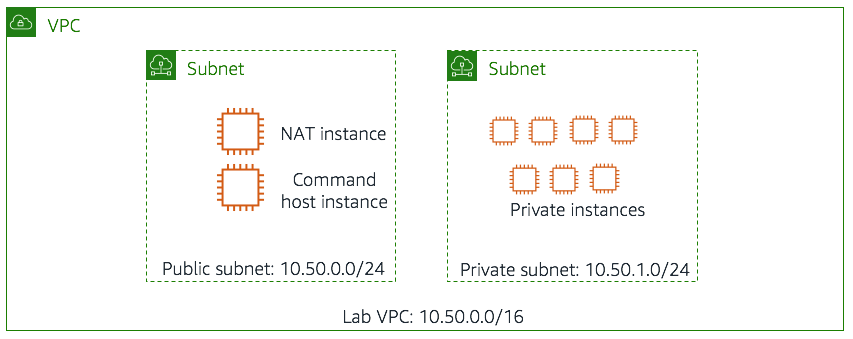 VPC
Subnet
NAT instance
Command
host instance
Public subnet: 10.50.0.0/24
Subnet
Private instances
Private subnet: 10.50.1.0/24
Lab VPC: 10.50.0.0/16